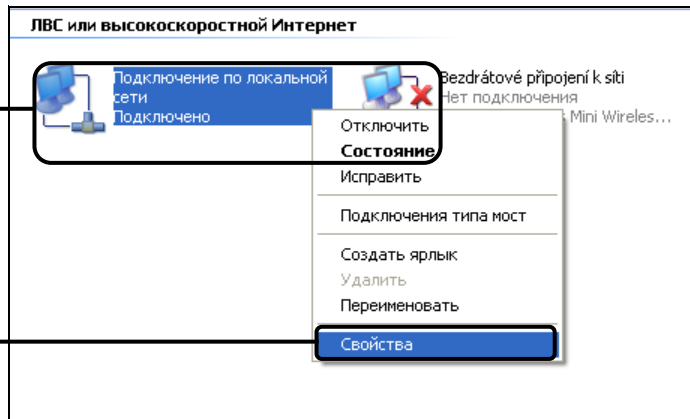 ЛВС или высокоскоростной Интернет
Подключение по локальной
сети
Подключено
Bezdrátové připojení k síti
Нет подключения
Mini Wireles...
Отключить
Состояние
Исправить
Подключения типа мост
Создать ярлык
Удалить
Переименовать
Свойства